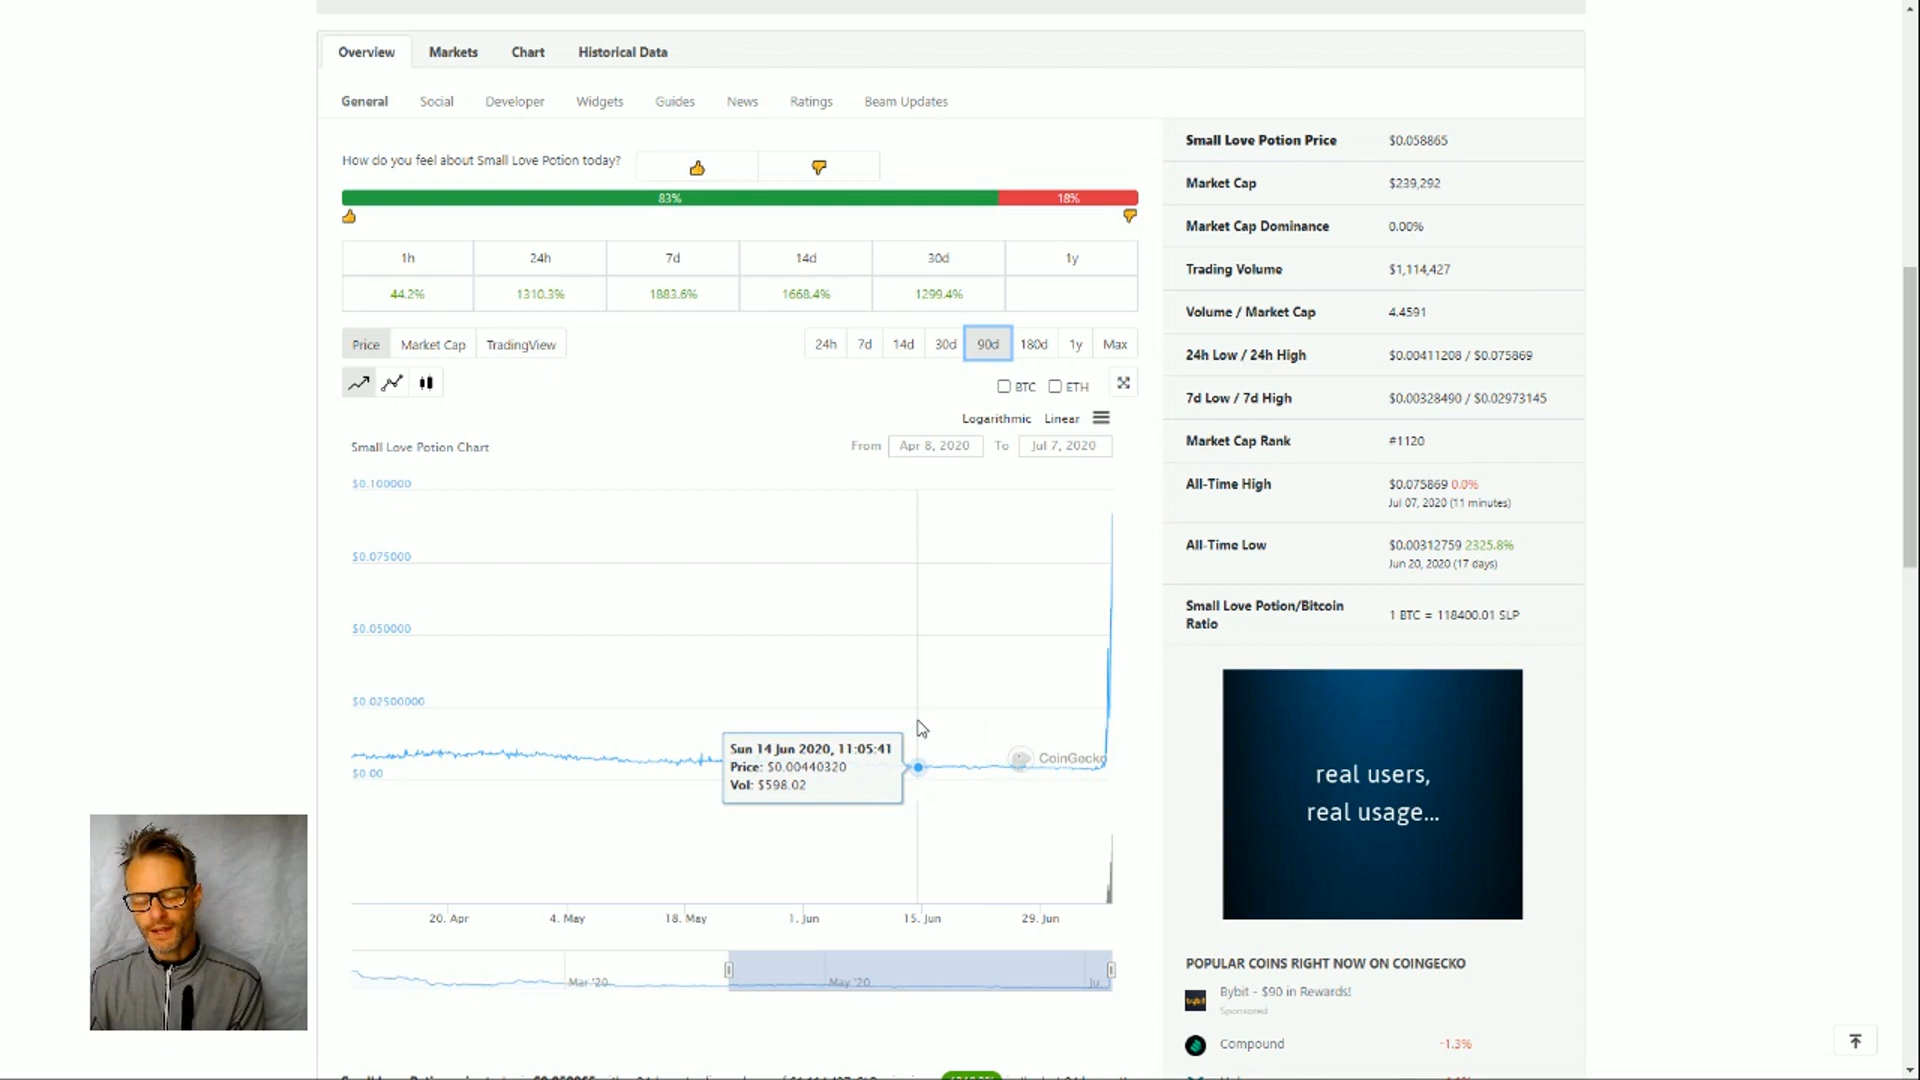 Overview Markets Chart Historical Data
General Social Developer Widgets Guides News Ratings Beam Updates
How do you feel about Small Love Potion today?
83% 18%
1h 24h 7d 14d 30d 1y
44.2% 1310.3% 1883.6% 1668.4% 1299.4%
Price Market Cap TradingView 24h 7d 14d 30d 90d 180d 1y Max
BTC ETH
Logarithmic Linear
Small Love Potion Chart From Apr 8, 2020 To Jul 7, 2020
$0.100000
$0.075000
$0.050000
$0.02500000
$0.00
Sun 14 Jun 2020, 11:05:41
Price: $0.00440320
Vol: $598.02
CoinGecko
20. Apr 4. May 18. May 1. Jun 15. Jun 29. Jun
Mar '20 May '20 Ju
Small Love Potion Price $0.058865
Market Cap $239,292
Market Cap Dominance 0.00%
Trading Volume $1,114,427
Volume / Market Cap 4.4591
24h Low / 24h High $0.00411208 / $0.075869
7d Low / 7d High $0.00328490 / $0.02973145
Market Cap Rank #1120
All-Time High $0.075869 0.0%
Jul 07, 2020 (11 minutes)
All-Time Low $0.00312759 2325.8%
Jun 20, 2020 (17 days)
Small Love Potion/Bitcoin
Ratio 1 BTC = 118400.01 SLP
real users,
real usage...
POPULAR COINS RIGHT NOW ON COINGECKO
Bybit - $90 in Rewards!
Sponsored
Compound -1.3%